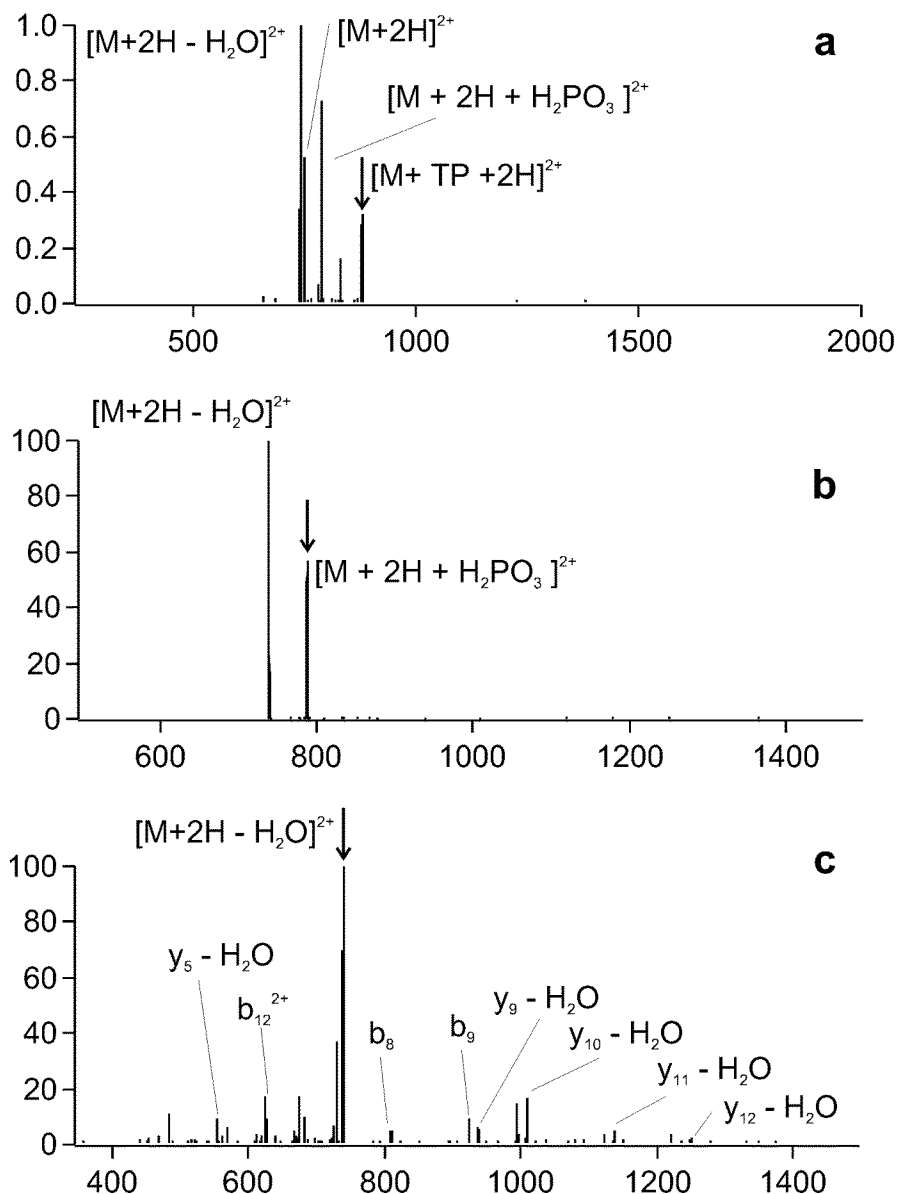 1.0
[M+2H - H₂O]²⁺
[M+2H]²⁺
a
0.8
[M + 2H + H₂PO₃ ]²⁺
0.6
[M+ TP +2H]²⁺
0.4
0.2
0.0
500 1000 1500 2000
[M+2H - H₂O]²⁺
100
b
80
60
[M + 2H + H₂PO₃ ]²⁺
40
20
0
600 800 1000 1200 1400
[M+2H - H₂O]²⁺
c
100
80
y₅ - H₂O
60
b₁₂²⁺
y₉ - H₂O
b₈
b₉
y₁₀ - H₂O
40
y₁₁ - H₂O
20
y₁₂ - H₂O
0
400 600 800 1000 1200 1400